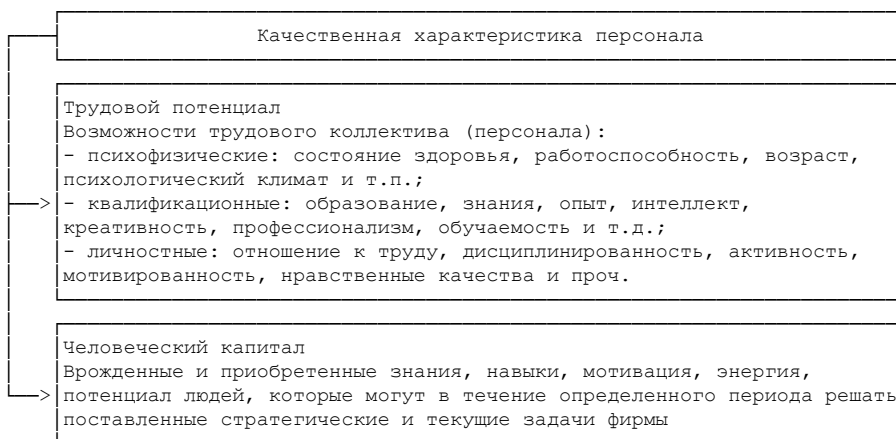 Качественная характеристика персонала
Трудовой потенциал
Возможности трудового коллектива (персонала):
- психофизические: состояние здоровья, работоспособность, возраст,
психологический климат и т.п.;
- квалификационные: образование, знания, опыт, интеллект,
креативность, профессионализм, обучаемость и т.д.;
- личностные: отношение к труду, дисциплинированность, активность,
мотивированность, нравственные качества и проч.
Человеческий капитал
Врожденные и приобретенные знания, навыки, мотивация, энергия,
потенциал людей, которые могут в течение определенного периода решать
поставленные стратегические и текущие задачи фирмы